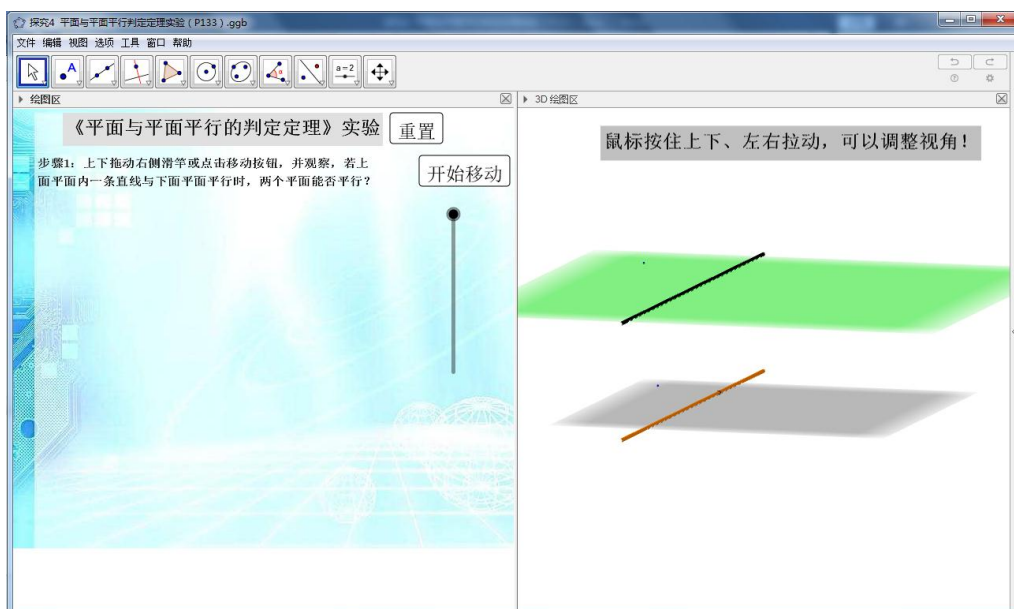 探究4 平面与平面平行判定定理实验（P133）.ggb
文件 编辑 视图 选项 工具 窗口 帮助
A
α
a=2
绘图区
3D 绘图区
《平面与平面平行的判定定理》实验
重置
步骤1：上下拖动右侧滑竿或点击移动按钮，并观察，若上
面平面内一条直线与下面平面平行时，两个平面能否平行？
开始移动
鼠标按住上下、左右拉动，可以调整视角！